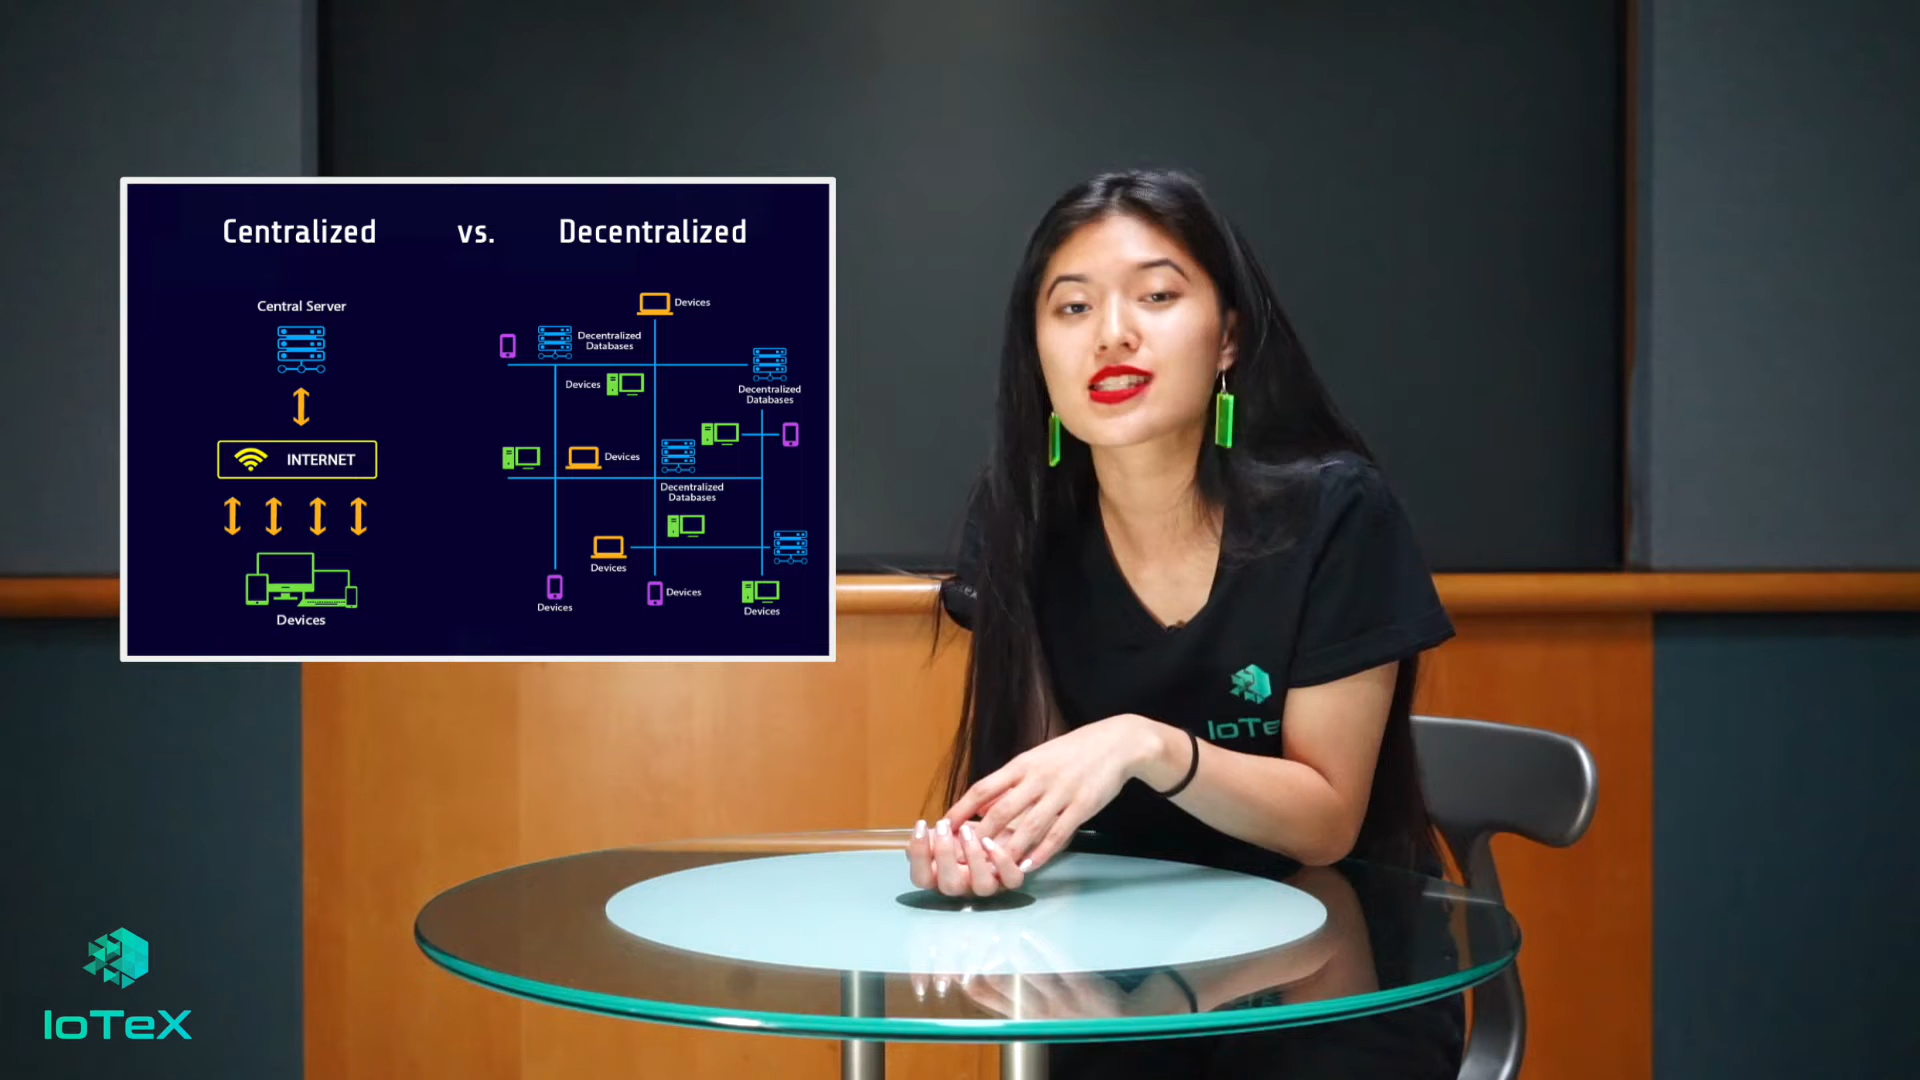 Centralized vs. Decentralized
Central Server
INTERNET
Devices
Devices
Decentralized
Databases
Devices
Decentralized
Databases
Devices
Decentralized
Databases
Devices
Devices
Devices
Devices
IoTe
IoTeX